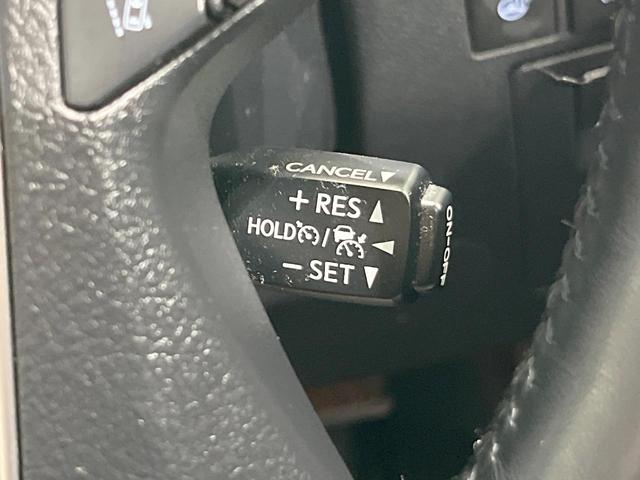 CANCEL▼
+ RES ▲
HOLD / ◄
− SET ▼
ON-OFF